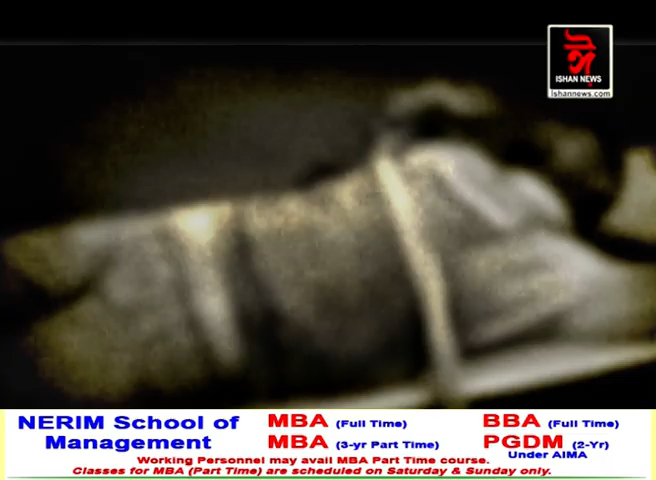 ISHAN NEWS
Ishannews.com
NERIM School of Management
MBA (Full Time)
MBA (3-yr Part Time)
BBA (Full Time)
PGDM (2-Yr)
Under AIMA
Working Personnel may avail MBA Part Time course.
Classes for MBA (Part Time) are scheduled on Saturday & Sunday only.